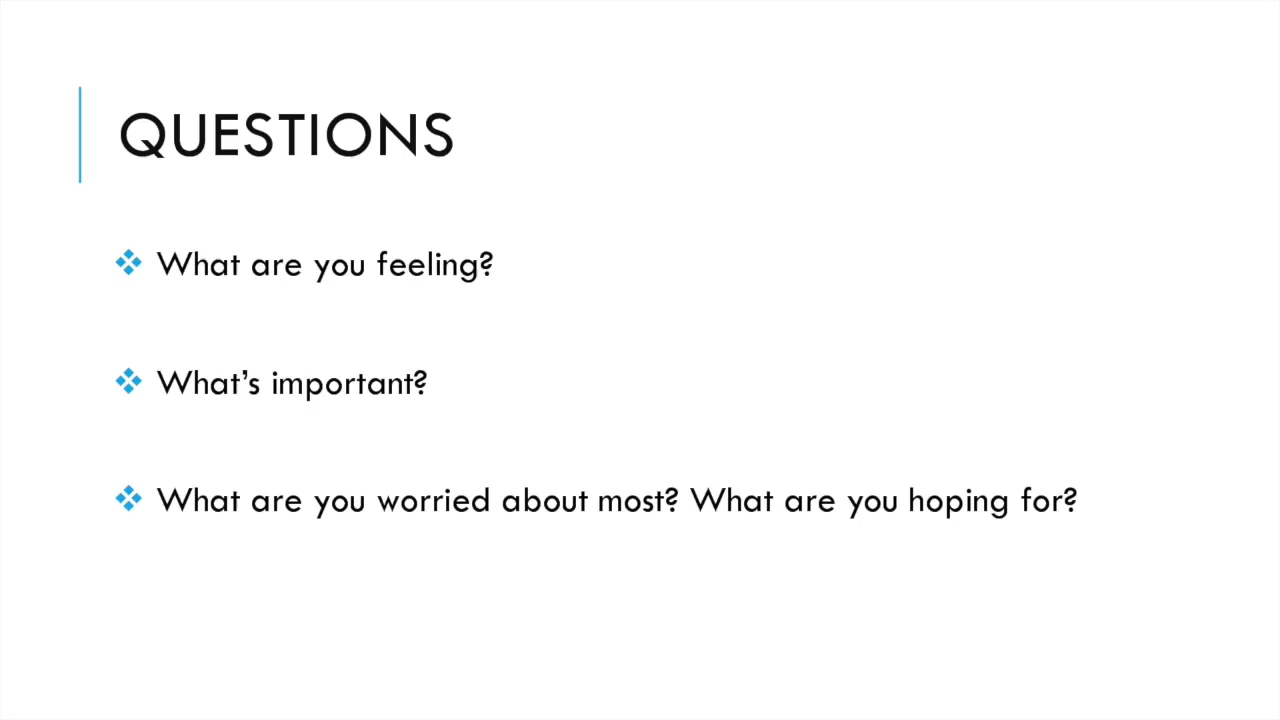 QUESTIONS
What are you feeling?
What’s important?
What are you worried about most? What are you hoping for?